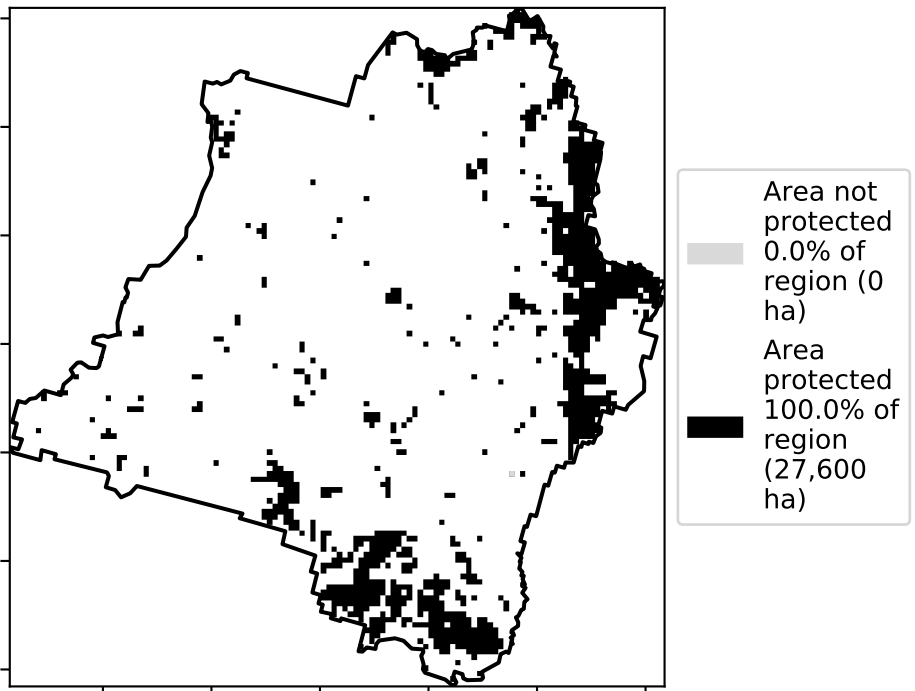 Area not
protected
0.0% of
region (0
ha)
Area
protected
100.0% of
region
(27,600
ha)